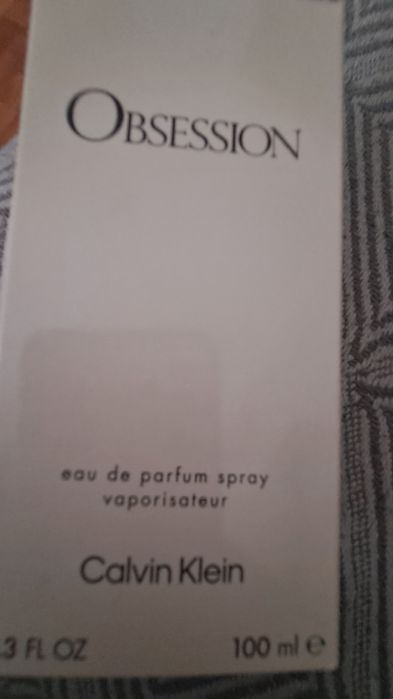 OBSESSION
eau de parfum spray
vaporisateur
Calvin Klein
3 FL OZ 100 ml ℮